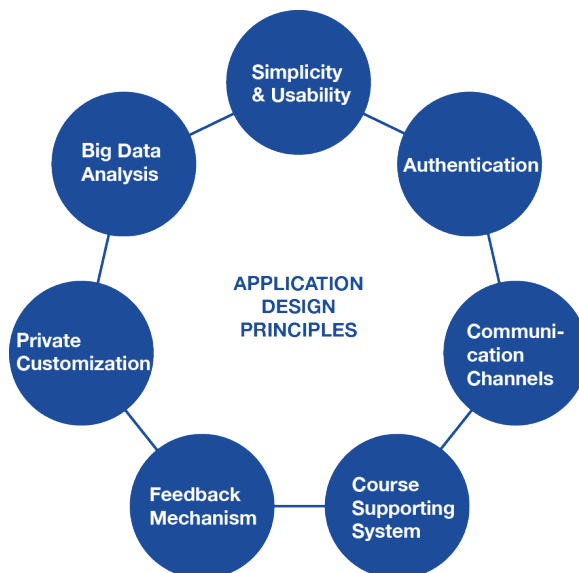 Simplicity
& Usability
Authentication
Communi-
cation
Channels
Course
Supporting
System
Feedback
Mechanism
Private
Customization
Big Data
Analysis
APPLICATION
DESIGN
PRINCIPLES